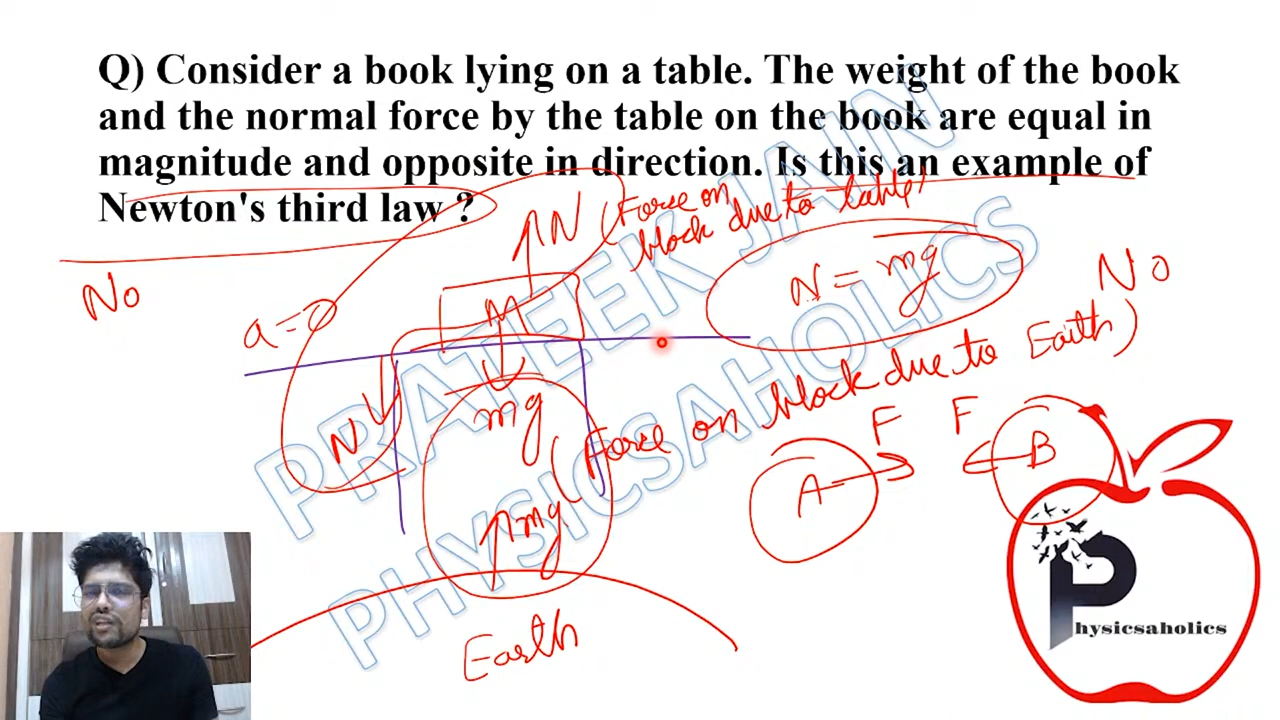 Q) Consider a book lying on a table. The weight of the book
and the normal force by the table on the book are equal in
magnitude and opposite in direction. Is this an example of
Newton's third law ?
PRATEEK JAIN
PHYSICSAHOLICS
No
a=0
N (Force on
block due to table)
M
N = mg
No
N
mg
(Force on block due to Earth)
mg
Earth
A
F
F
B
Physicsaholics